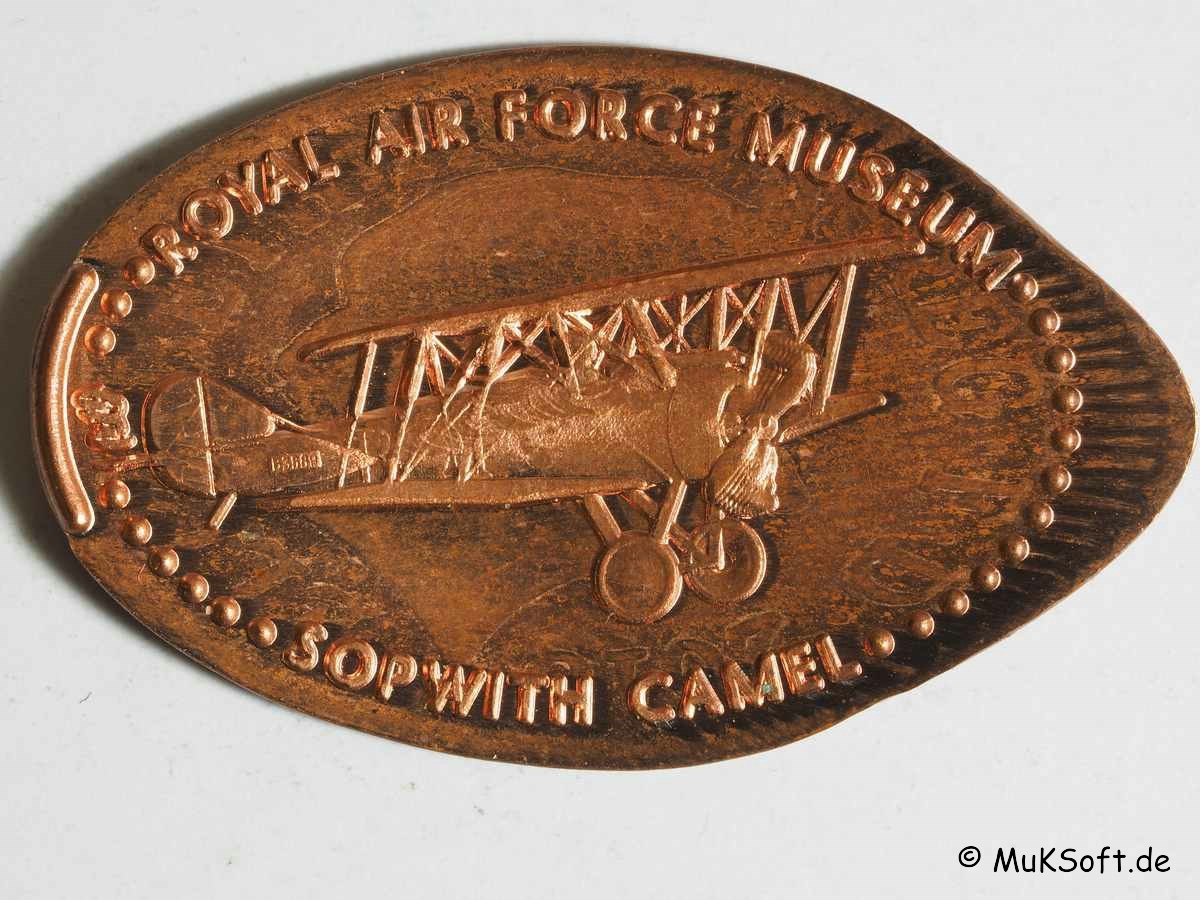 ROYAL AIR FORCE MUSEUM
SOPWITH CAMEL
© MuKSoft.de